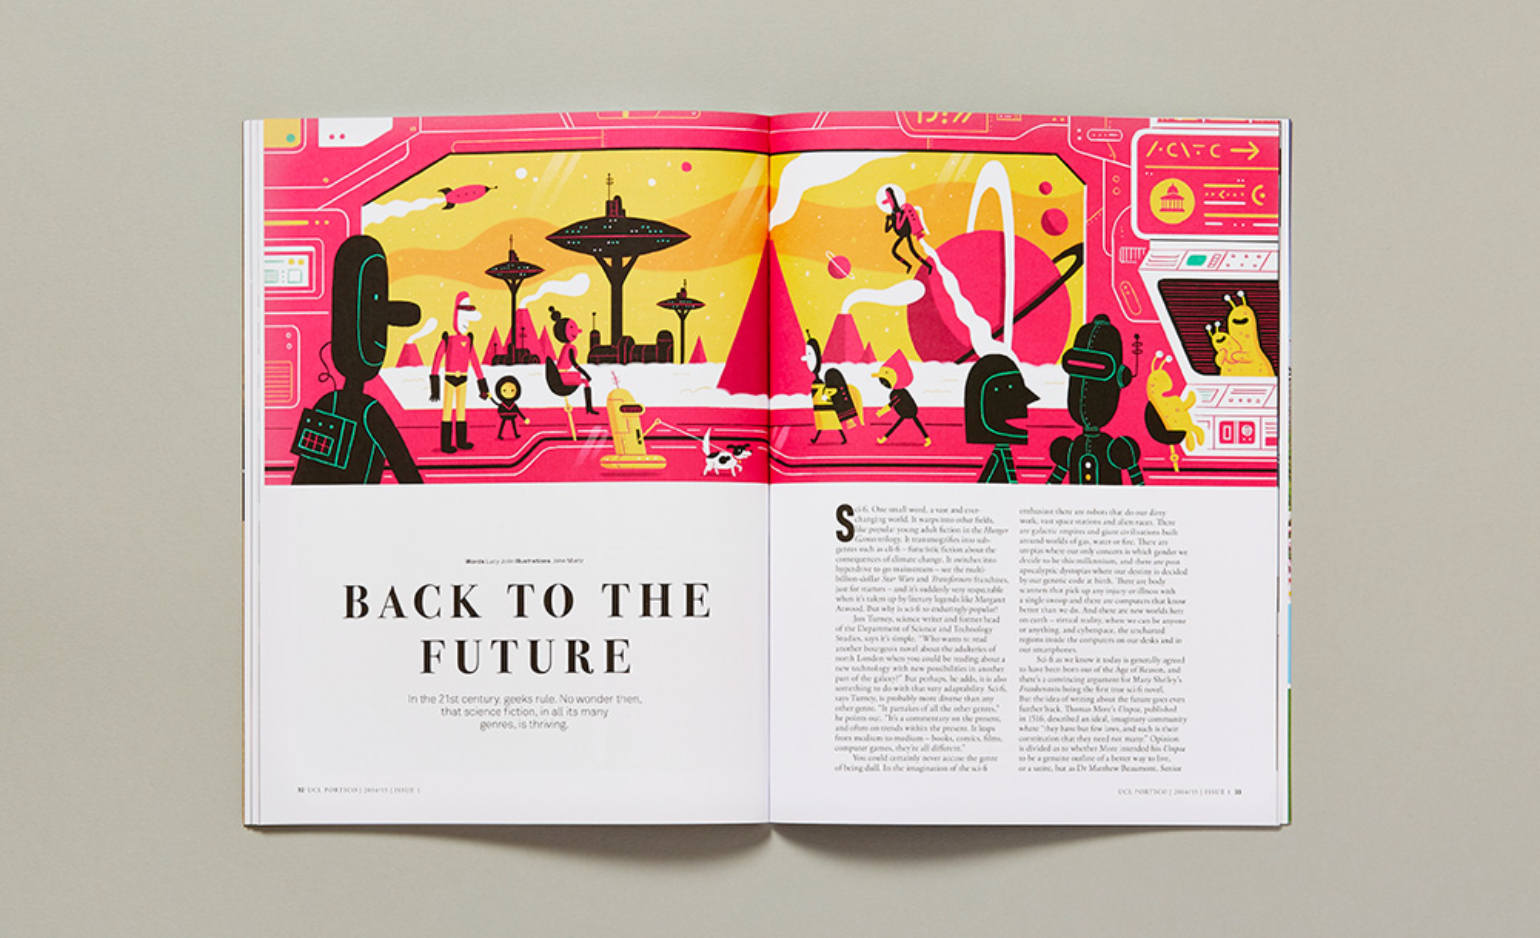 Words Lucy John Illustrations John Martz
BACK TO THE
FUTURE
In the 21st century, geeks rule. No wonder then,
that science fiction, in all its many
genres, is thriving.
32 UCL PORTICO | 2014/15 | ISSUE 1
Sci-fi. One small word, a vast and ever-
changing world. It warps into other fields,
like popular young adult fiction in the Hunger
Games trilogy. It transmogrifies into sub-
genres such as cli-fi – futuristic fiction about the
consequences of climate change. It switches into
hyperdrive to go mainstream – see the multi-
billion-dollar Star Wars and Transformers franchises,
just for starters – and it's suddenly very respectable
when it's taken up by literary legends like Margaret
Atwood. But why is sci-fi so enduringly popular?
Jon Turney, science writer and former head
of the Department of Science and Technology
Studies, says it's simple. "Who wants to read
another bourgeois novel about the adulteries of
north London when you could be reading about a
new technology with new possibilities in another
part of the galaxy?" But perhaps, he adds, it is also
something to do with that very adaptability. Sci-fi,
says Turney, is probably more diverse than any
other genre. "It partakes of all the other genres,"
he points out. "It's a commentary on the present,
and often on trends within the present. It leaps
from medium to medium – books, comics, films,
computer games, they're all different."
You could certainly never accuse the genre
of being dull. In the imagination of the sci-fi
enthusiast there are robots that do our dirty
work, vast space stations and alien races. There
are galactic empires and giant civilisations built
around worlds of gas, water or fire. There are
utopias where our only concern is which gender we
decide to be this millennium, and there are post
apocalyptic dystopias where our destiny is decided
by our genetic code at birth. There are body
scanners that pick up any injury or illness with
a single swoop and there are computers that know
better than we do. And there are new worlds here
on earth – virtual reality, where we can be anyone
or anything, and cyberspace, the uncharted
regions inside the computers on our desks and in
our smartphones.
Sci-fi as we know it today is generally agreed
to have been born out of the Age of Reason, and
there's a convincing argument for Mary Shelley's
Frankenstein being the first true sci-fi novel.
But the idea of writing about the future goes even
further back. Thomas More's Utopia, published
in 1516, described an ideal, imaginary community
where "they have but few laws, and such is their
constitution that they need not many." Opinion
is divided as to whether More intended his Utopia
to be a genuine outline of a better way to live,
or a satire, but as Dr Matthew Beaumont, Senior
UCL PORTICO | 2014/15 | ISSUE 1 33